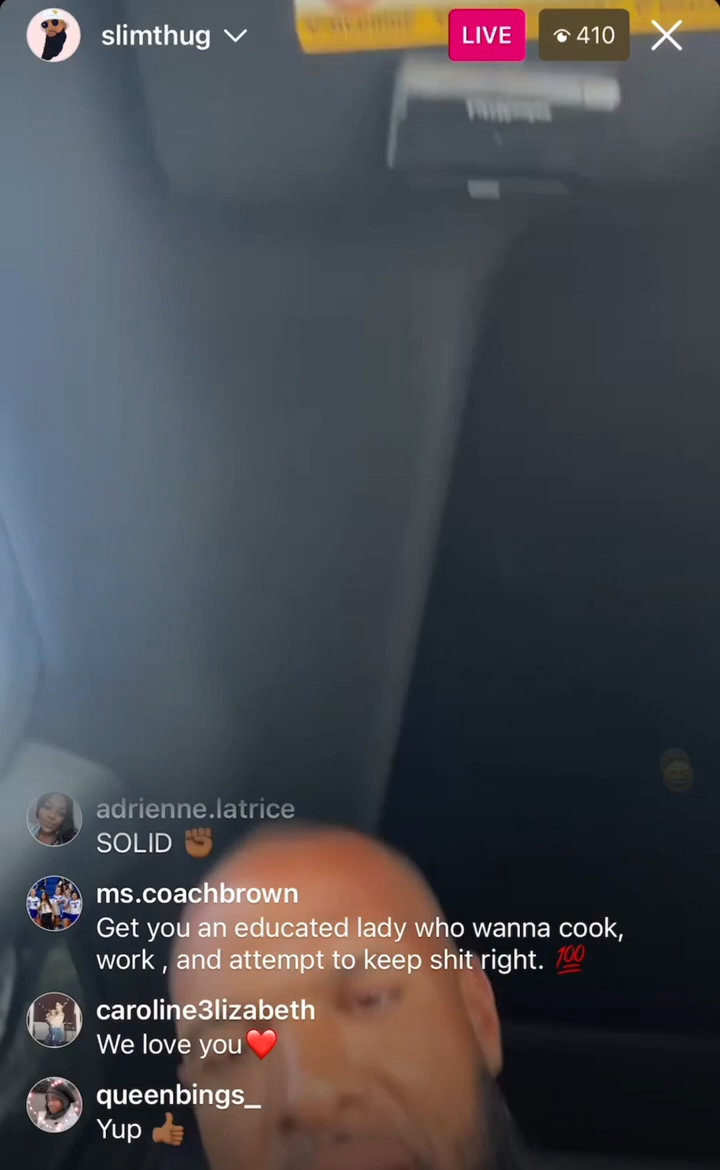 slimthug
LIVE
410
adrienne.latrice
SOLID ✊🏾
ms.coachbrown
Get you an educated lady who wanna cook,
work , and attempt to keep shit right. 💯
caroline3lizabeth
We love you❤️
queenbings_
Yup 👍🏾